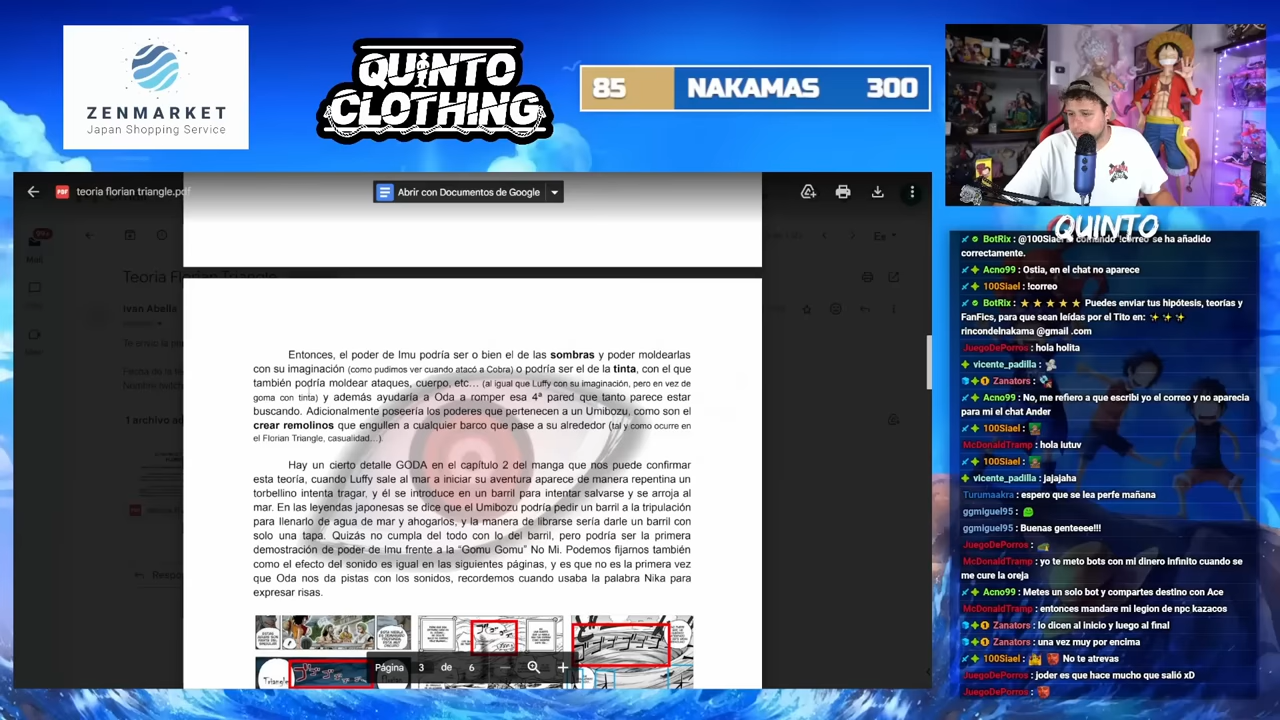 ZENMARKET
Japan Shopping Service
QUINTO
CLOTHING
85 NAKAMAS 300
teoria florian triangle.pdf
Abrir con Documentos de Google
Teoria Florian Triangle
ivan Abella
Mail
Entonces, el poder de Imu podría ser o bien el de las sombras y poder moldearlas
con su imaginación (como pudimos ver cuando atacó a Cobra) o podría ser el de la tinta, con el que
también podría moldear ataques, cuerpo, etc… (al igual que Luffy con su imaginación, pero en vez de
goma con tinta) y además ayudaría a Oda a romper esa 4ª pared que tanto parece estar
buscando. Adicionalmente poseería los poderes que pertenecen a un Umibozu, como son el
crear remolinos que engullen a cualquier barco que pase a su alrededor (tal y como ocurre en
el Florian Triangle, casualidad…).
Hay un cierto detalle GODA en el capítulo 2 del manga que nos puede confirmar
esta teoría, cuando Luffy sale al mar a iniciar su aventura aparece de manera repentina un
torbellino intenta tragar, y él se introduce en un barril para intentar salvarse y se arroja al
mar. En las leyendas japonesas se dice que el Umibozu podría pedir un barril a la tripulación
para llenarlo de agua de mar y ahogarlos, y la manera de librarse sería darle un barril con
solo una tapa. Quizás no cumpla del todo con lo del barril, pero podría ser la primera
demostración de poder de Imu frente a la "Gomu Gomu" No Mi. Podemos fijarnos también
como el efecto del sonido es igual en las siguientes páginas, y es que no es la primera vez
que Oda nos da pistas con los sonidos, recordemos cuando usaba la palabra Nika para
expresar risas.
Triangle
Página 3 de 6
QUINTO
BotRix : @100Siael comando !correo se ha añadido
correctamente.
Acno99 : Ostia, en el chat no aparece
100SIael : !correo
BotRix : ★ ★ ★ ★ ★ Puedes enviar tus hipótesis, teorías y
FanFics, para que sean leídas por el Tito en: ✨ ✨ ✨
rincondelnakama @gmail .com
JuegoDePorros : hola holita
vicente_padilla :
Zanators :
Acno99 : No, me refiero a que escribi yo el correo y no aparecia
para mi el chat Ander
100SIael :
McDonaldTramp : hola iutuv
100SIael :
vicente_padilla : jajajaha
Turumaakra : espero que se lea perfe mañana
ggmiguel95 :
ggmiguel95 : Buenas genteeee!!!
JuegoDePorros :
McDonaldTramp : yo te meto bots con mi dinero infinito cuando se
me cure la oreja
Acno99 : Metes un solo bot y compartes destino con Ace
McDonaldTramp : entonces mandare mi legion de npc kazacos
Zanators : lo dicen al inicio y luego al final
Zanators : una vez muy por encima
100SIael : No te atrevas
JuegoDePorros : joder es que hace mucho que salió xD
JuegoDePorros :